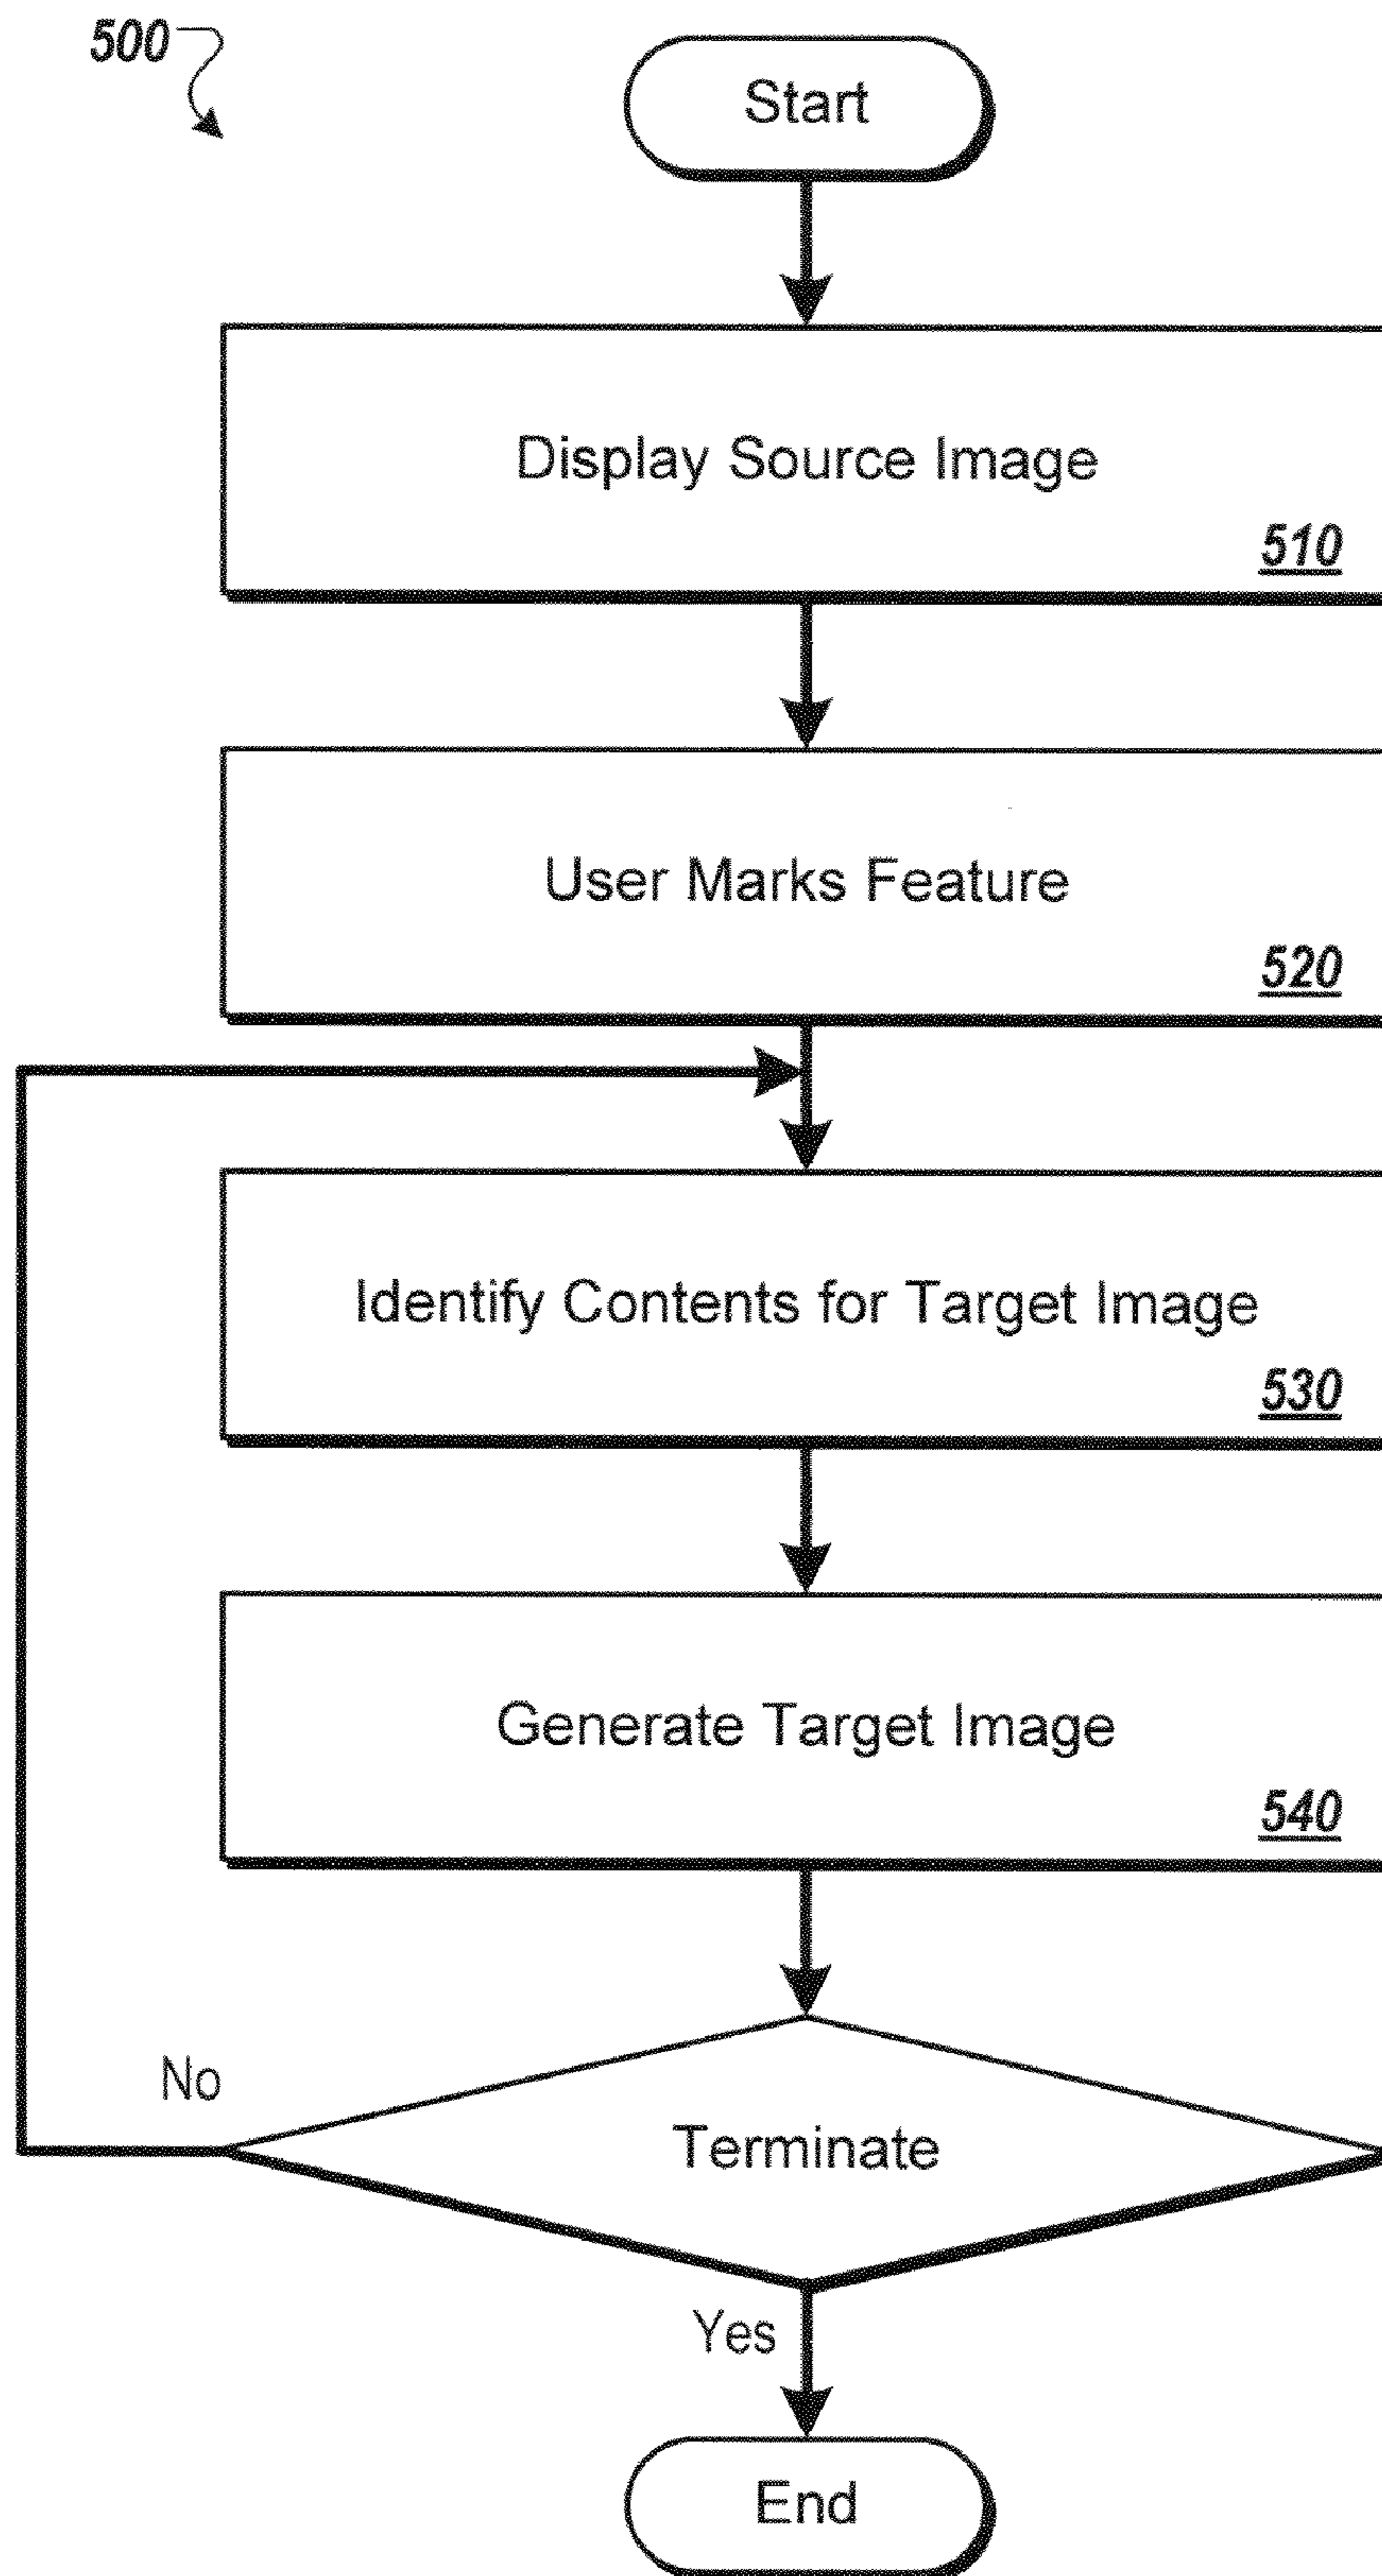 500
Start
Display Source Image
510
User Marks Feature
520
Identify Contents for Target Image
530
Generate Target Image
540
No
Terminate
Yes
End